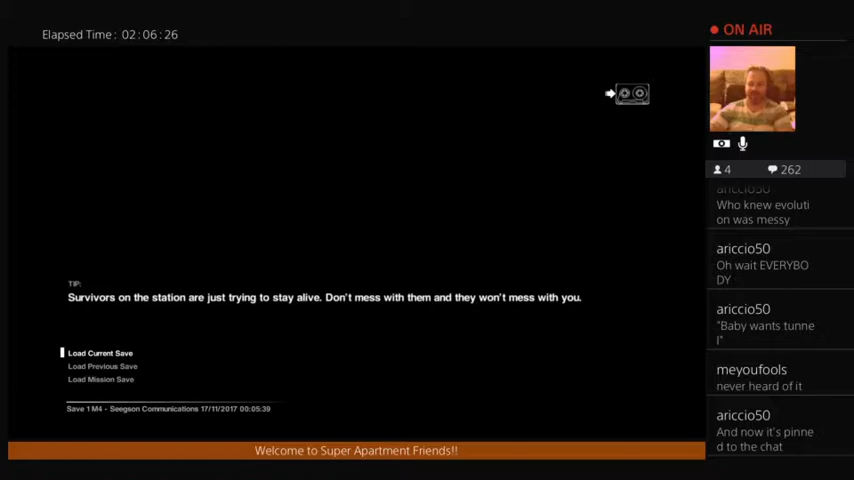 Elapsed Time: 02:06:26
ON AIR
4 262
ariccio50
Who knew evoluti
on was messy
ariccio50
Oh wait EVERYBO
DY
ariccio50
"Baby wants tunne
l"
meyoufools
never heard of it
ariccio50
And now it's pinne
d to the chat
TIP:
Survivors on the station are just trying to stay alive. Don't mess with them and they won't mess with you.
Load Current Save
Load Previous Save
Load Mission Save
Save 1 M4 - Seegson Communications 17/11/2017 00:05:39
Welcome to Super Apartment Friends!!